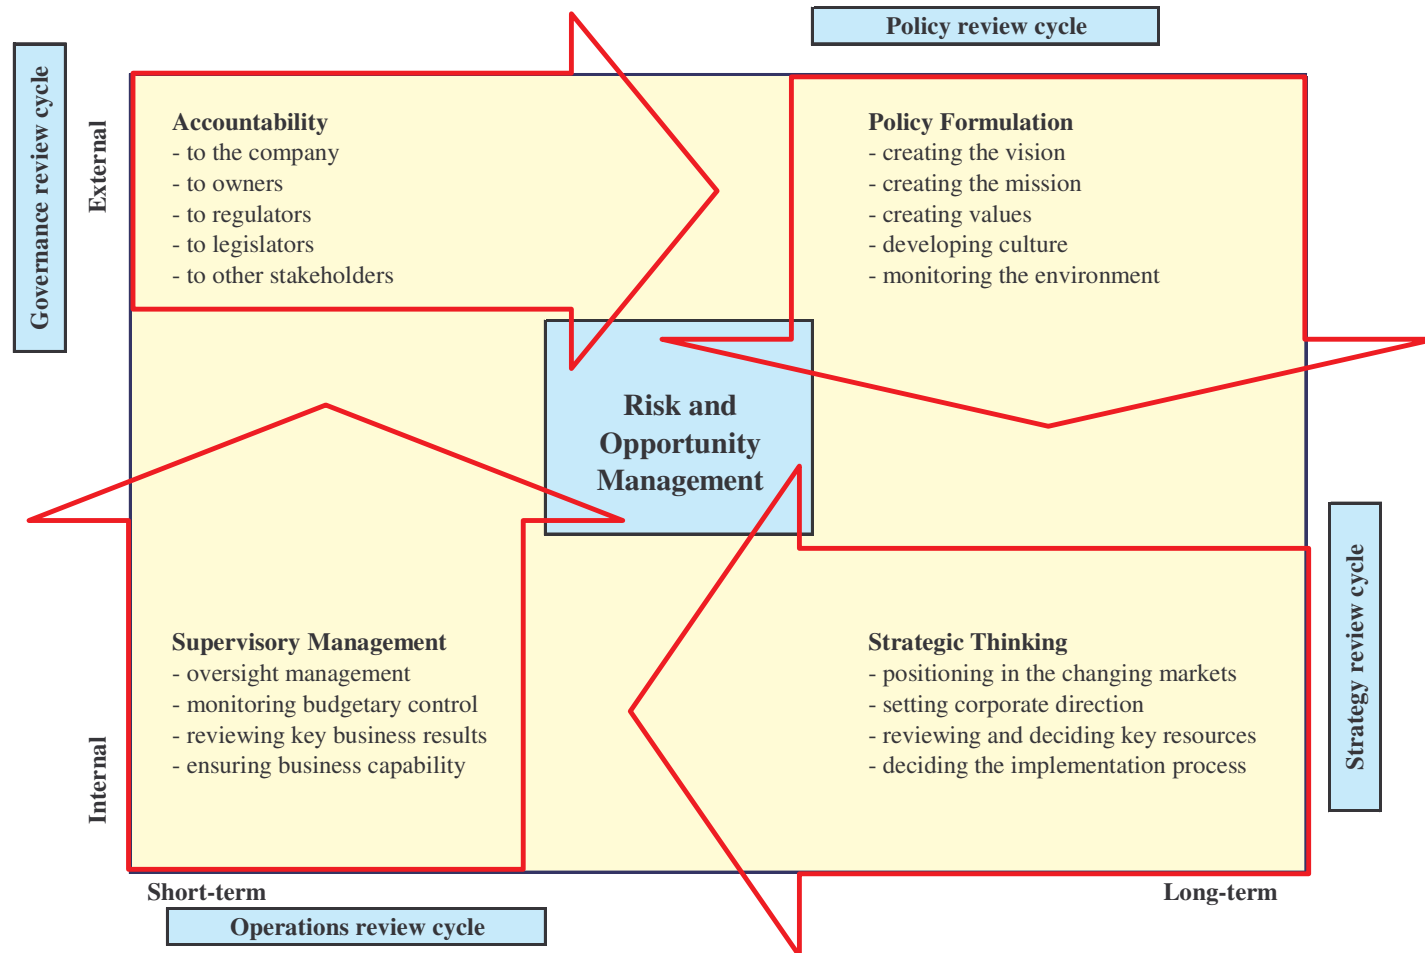 Policy review cycle
Governance review cycle
External
Accountability
- to the company
- to owners
- to regulators
- to legislators
- to other stakeholders
Policy Formulation
- creating the vision
- creating the mission
- creating values
- developing culture
- monitoring the environment
Risk and
Opportunity
Management
Internal
Supervisory Management
- oversight management
- monitoring budgetary control
- reviewing key business results
- ensuring business capability
Strategic Thinking
- positioning in the changing markets
- setting corporate direction
- reviewing and deciding key resources
- deciding the implementation process
Strategy review cycle
Short-term
Long-term
Operations review cycle